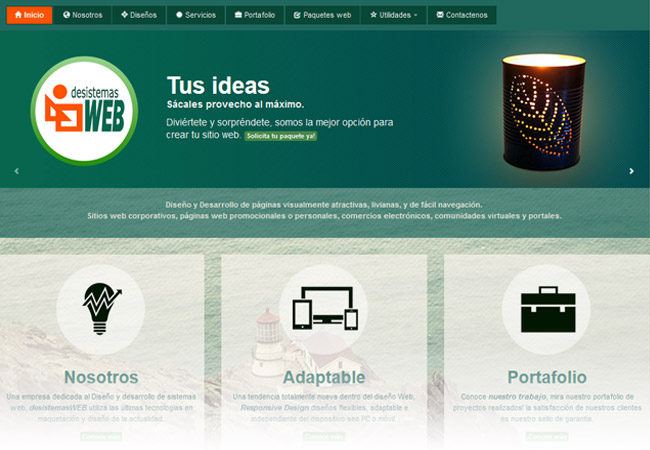 Inicio Nosotros Diseños Servicios Portafolio Paquetes web Utilidades Contactenos
desistemas
WEB
Tus ideas
Sácales provecho al máximo.
Diviértete y sorpréndete, somos la mejor opción para
crear tu sitio web. Solicita tu paquete ya!
Diseño y Desarrollo de páginas visualmente atractivas, livianas, y de fácil navegación.
Sitios web corporativos, páginas web promocionales o personales, comercios electrónicos, comunidades virtuales y portales.
Nosotros
Una empresa dedicada al Diseño y desarrollo de sistemas
web, desistemasWEB utiliza las últimas tecnologías en
maquetación y diseño de la actualidad.
Adaptable
Una tendencia totalmente nueva dentro del diseño Web,
Responsive Design diseños flexibles, adaptable e
independiente del dispositivo sea PC o móvil.
Portafolio
Conoce nuestro trabajo, mira nuestro portafolio de
proyectos realizados! la satisfacción de nuestros clientes
es nuestro sello de garantía.